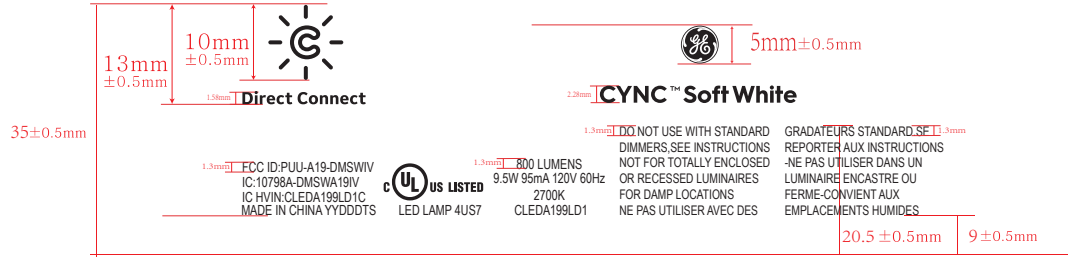 10mm
±0.5mm
13mm
±0.5mm
35±0.5mm
1.58mm
Direct Connect
GE
5mm±0.5mm
2.28mm
CYNC™ Soft White
1.3mm
FCC ID:PUU-A19-DMSWIV
IC:10798A-DMSWA19IV
IC HVIN:CLEDA199LD1C
MADE IN CHINA YYDDDTS
C UL US LISTED
LED LAMP 4US7
1.3mm
800 LUMENS
9.5W 95mA 120V 60Hz
2700K
CLEDA199LD1
1.3mm
DO NOT USE WITH STANDARD
DIMMERS,SEE INSTRUCTIONS
NOT FOR TOTALLY ENCLOSED
OR RECESSED LUMINAIRES
FOR DAMP LOCATIONS
NE PAS UTILISER AVEC DES
GRADATEURS STANDARD.SE
1.3mm
REPORTER AUX INSTRUCTIONS
-NE PAS UTILISER DANS UN
LUMINAIRE ENCASTRE OU
FERME-CONVIENT AUX
EMPLACEMENTS HUMIDES
20.5 ±0.5mm
9±0.5mm